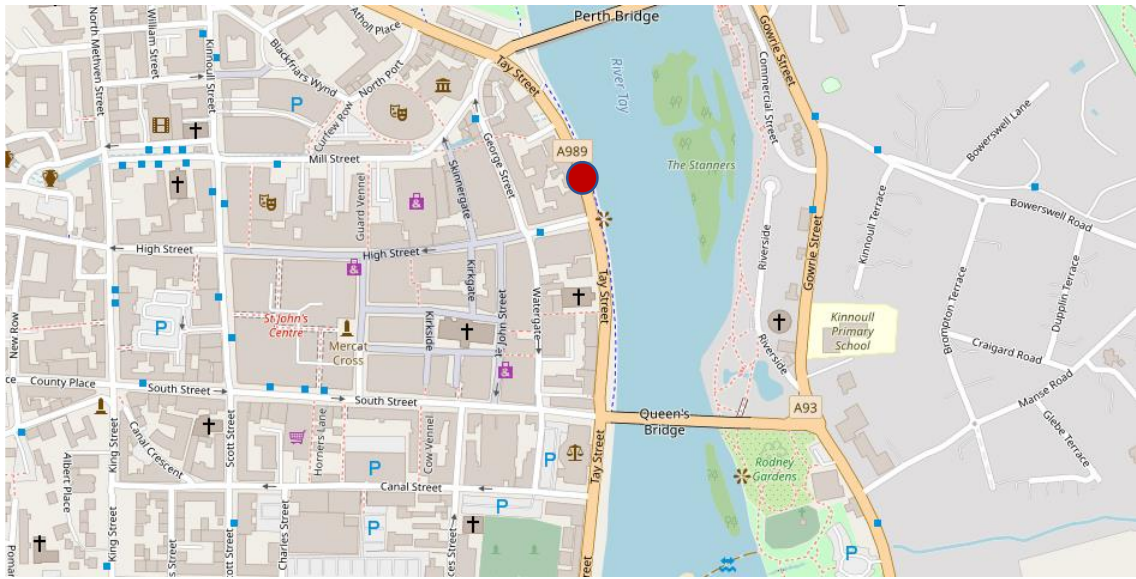 North Methven Street
William Street
Kinnoull Street
Atholl Place
Blackfriars Wynd
North Port
Curfew Row
P
Mill Street
Tay Street
Perth Bridge
River Tay
The Stanners
Gowrie Street
Commercial Street
Bowerswell Lane
Bowerswell Road
Kinnoull Terrace
A989
George Street
Skinnergate
Guard Vennel
High Street
High Street
Kirkgate
Watergate
Tay Street
Riverside
Gowrie Street
Brompton Terrace
Dupplin Terrace
Craigard Road
Kinnoull
Primary
School
New Row
P
St John's
Centre
Mercat
Cross
Kirkside
John Street
Riverside
County Place
South Street
South Street
Queen's
Bridge
A93
Manse Road
Glebe Terrace
King Street
Canal Crescent
Albert Place
Scott Street
Horners Lane
Cow Vennel
P
P
Tay Street
Rodney
Gardens
Canal Street
P
P
King Street
Charles Street
P